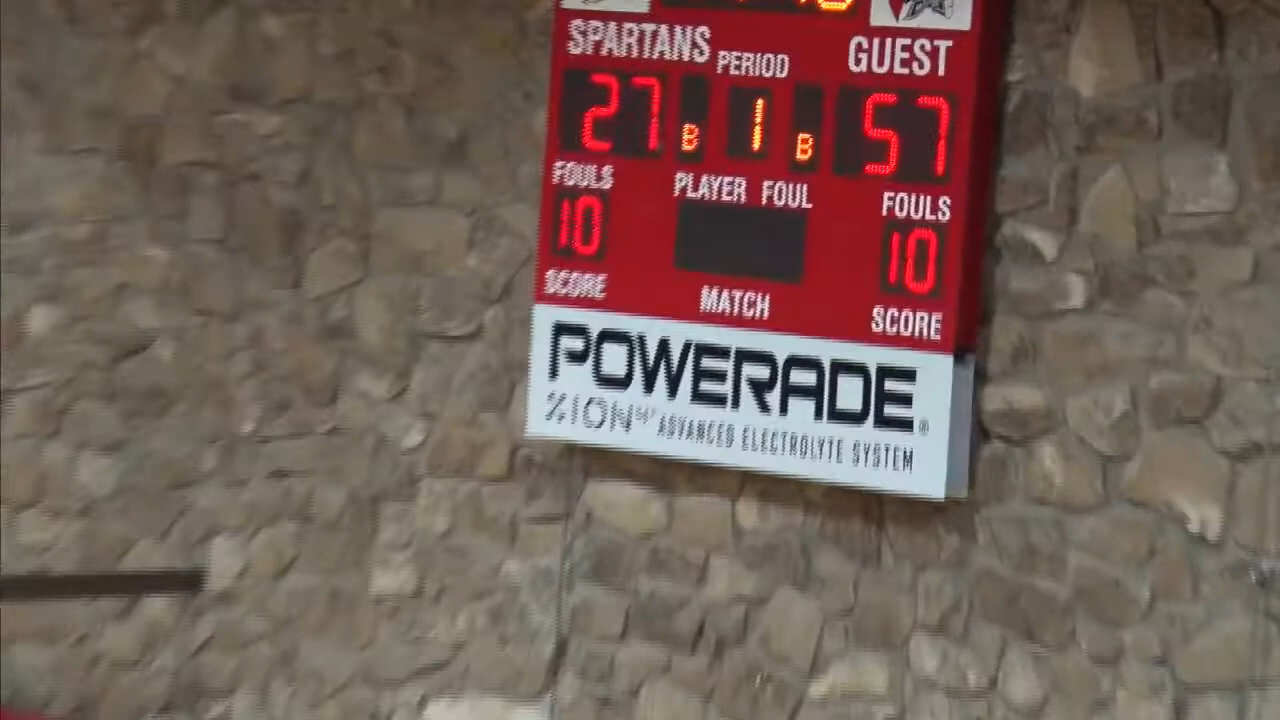 SPARTANS PERIOD GUEST
27 B 1 B 57
FOULS PLAYER FOUL FOULS
10 10
SCORE MATCH SCORE
POWERADE®
ION4® ADVANCED ELECTROLYTE SYSTEM